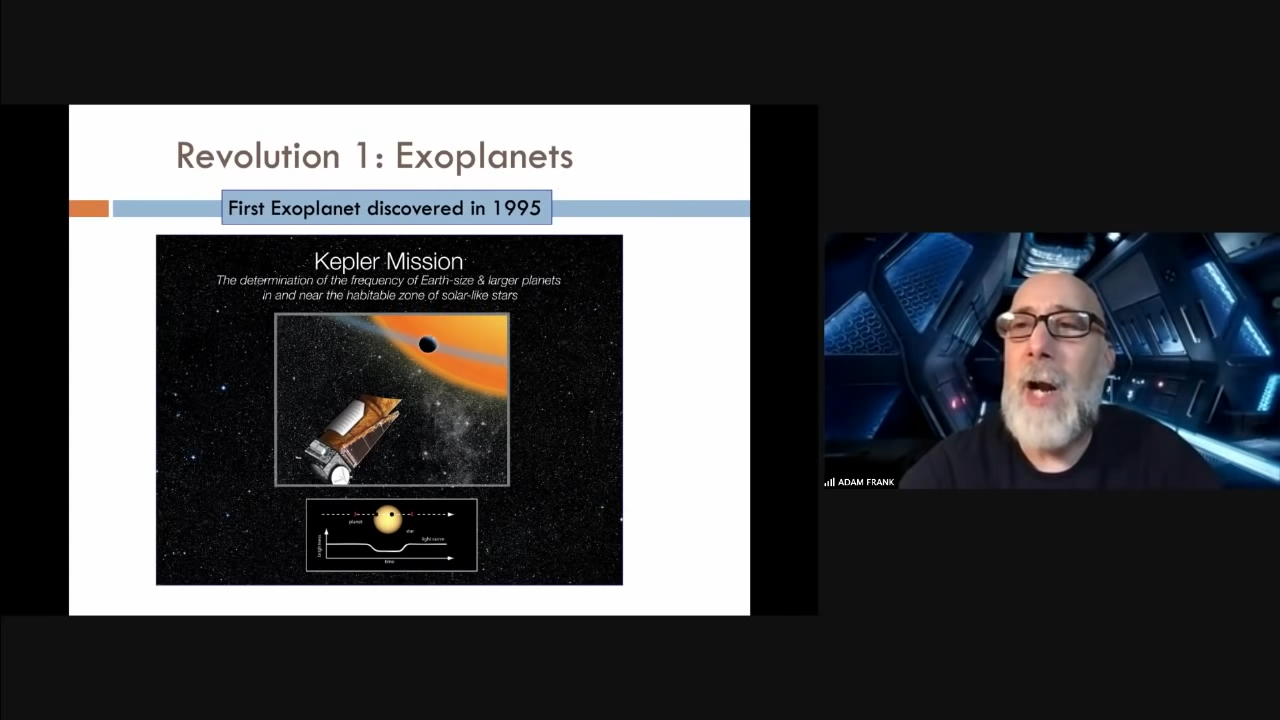 Revolution 1: Exoplanets
First Exoplanet discovered in 1995
Kepler Mission
The determination of the frequency of Earth-size & larger planets
in and near the habitable zone of solar-like stars
planet
star
light curve
brightness
time
ADAM FRANK